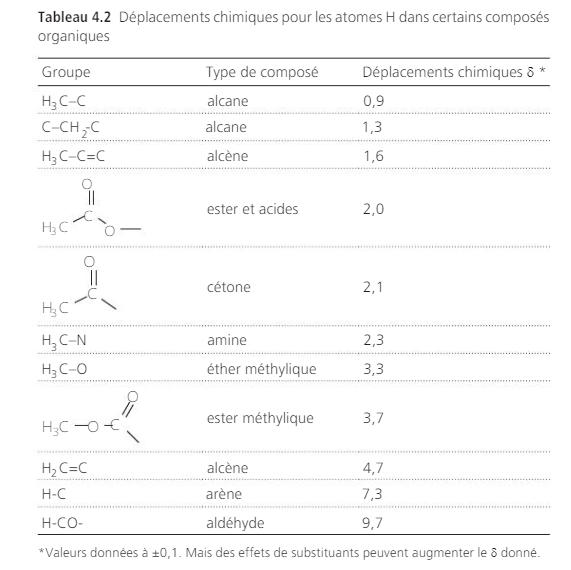 Tableau 4.2 Déplacements chimiques pour les atomes H dans certains composés
organiques
Groupe Type de composé Déplacements chimiques δ *
H3C–C alcane 0,9
C–CH2-C alcane 1,3
H3C–C=C alcène 1,6
O
C
H3C O
ester et acides 2,0
O
C
H3C
cétone 2,1
H3C–N amine 2,3
H3C–O éther méthylique 3,3
O
H3C O C
ester méthylique 3,7
H2C=C alcène 4,7
H-C arène 7,3
H-CO- aldéhyde 9,7
*Valeurs données à ±0,1. Mais des effets de substituants peuvent augmenter le δ donné.